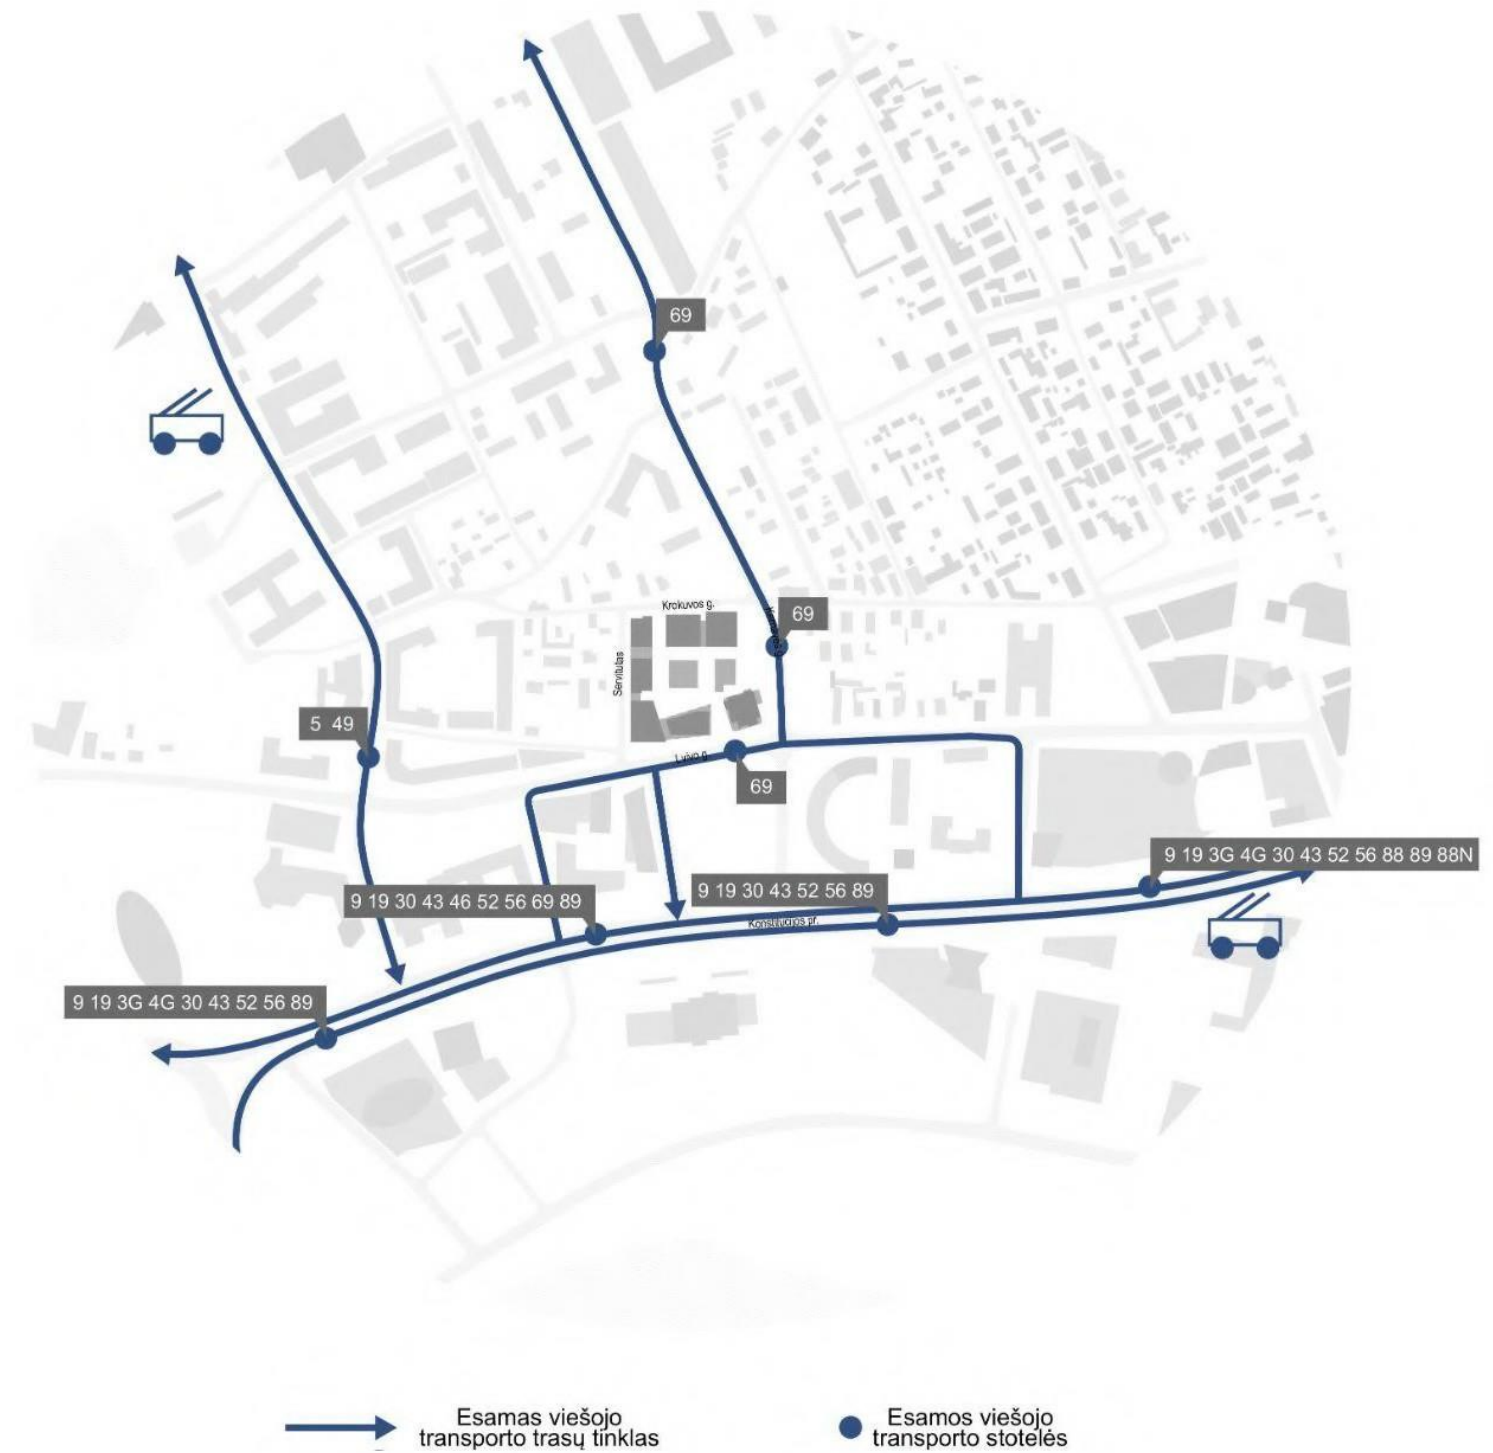 69
Krokuvos g.
69
Servitutas
5 49
Lvivo g.
69
9 19 3G 4G 30 43 52 56 88 89 88N
9 19 30 43 46 52 56 69 89
9 19 30 43 52 56 89
Konstitucijos pr.
9 19 3G 4G 30 43 52 56 89
Esamas viešojo
transporto trasų tinklas
Esamos viešojo
transporto stotelės